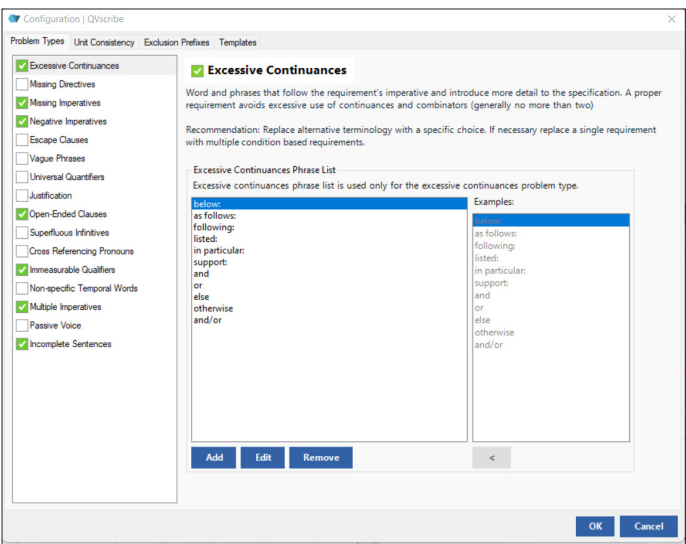 Configuration | QVscribe
Problem Types Unit Consistency Exclusion Prefixes Templates
Excessive Continuances
Missing Directives
Missing Imperatives
Negative Imperatives
Escape Clauses
Vague Phrases
Universal Quantifiers
Justification
Open-Ended Clauses
Superfluous Infinitives
Cross Referencing Pronouns
Immeasurable Qualifiers
Non-specific Temporal Words
Multiple Imperatives
Passive Voice
Incomplete Sentences
Excessive Continuances
Word and phrases that follow the requirement's imperative and introduce more detail to the specification. A proper
requirement avoids excessive use of continuances and combinators (generally no more than two)
Recommendation: Replace alternative terminology with a specific choice. If necessary replace a single requirement
with multiple condition based requirements.
Excessive Continuances Phrase List
Excessive continuances phrase list is used only for the excessive continuances problem type.
below:
as follows:
following:
listed:
in particular:
support:
and
or
else
otherwise
and/or
Examples:
below:
as follows:
following:
listed:
in particular:
support:
and
or
else
otherwise
and/or
Add Edit Remove
<
OK Cancel